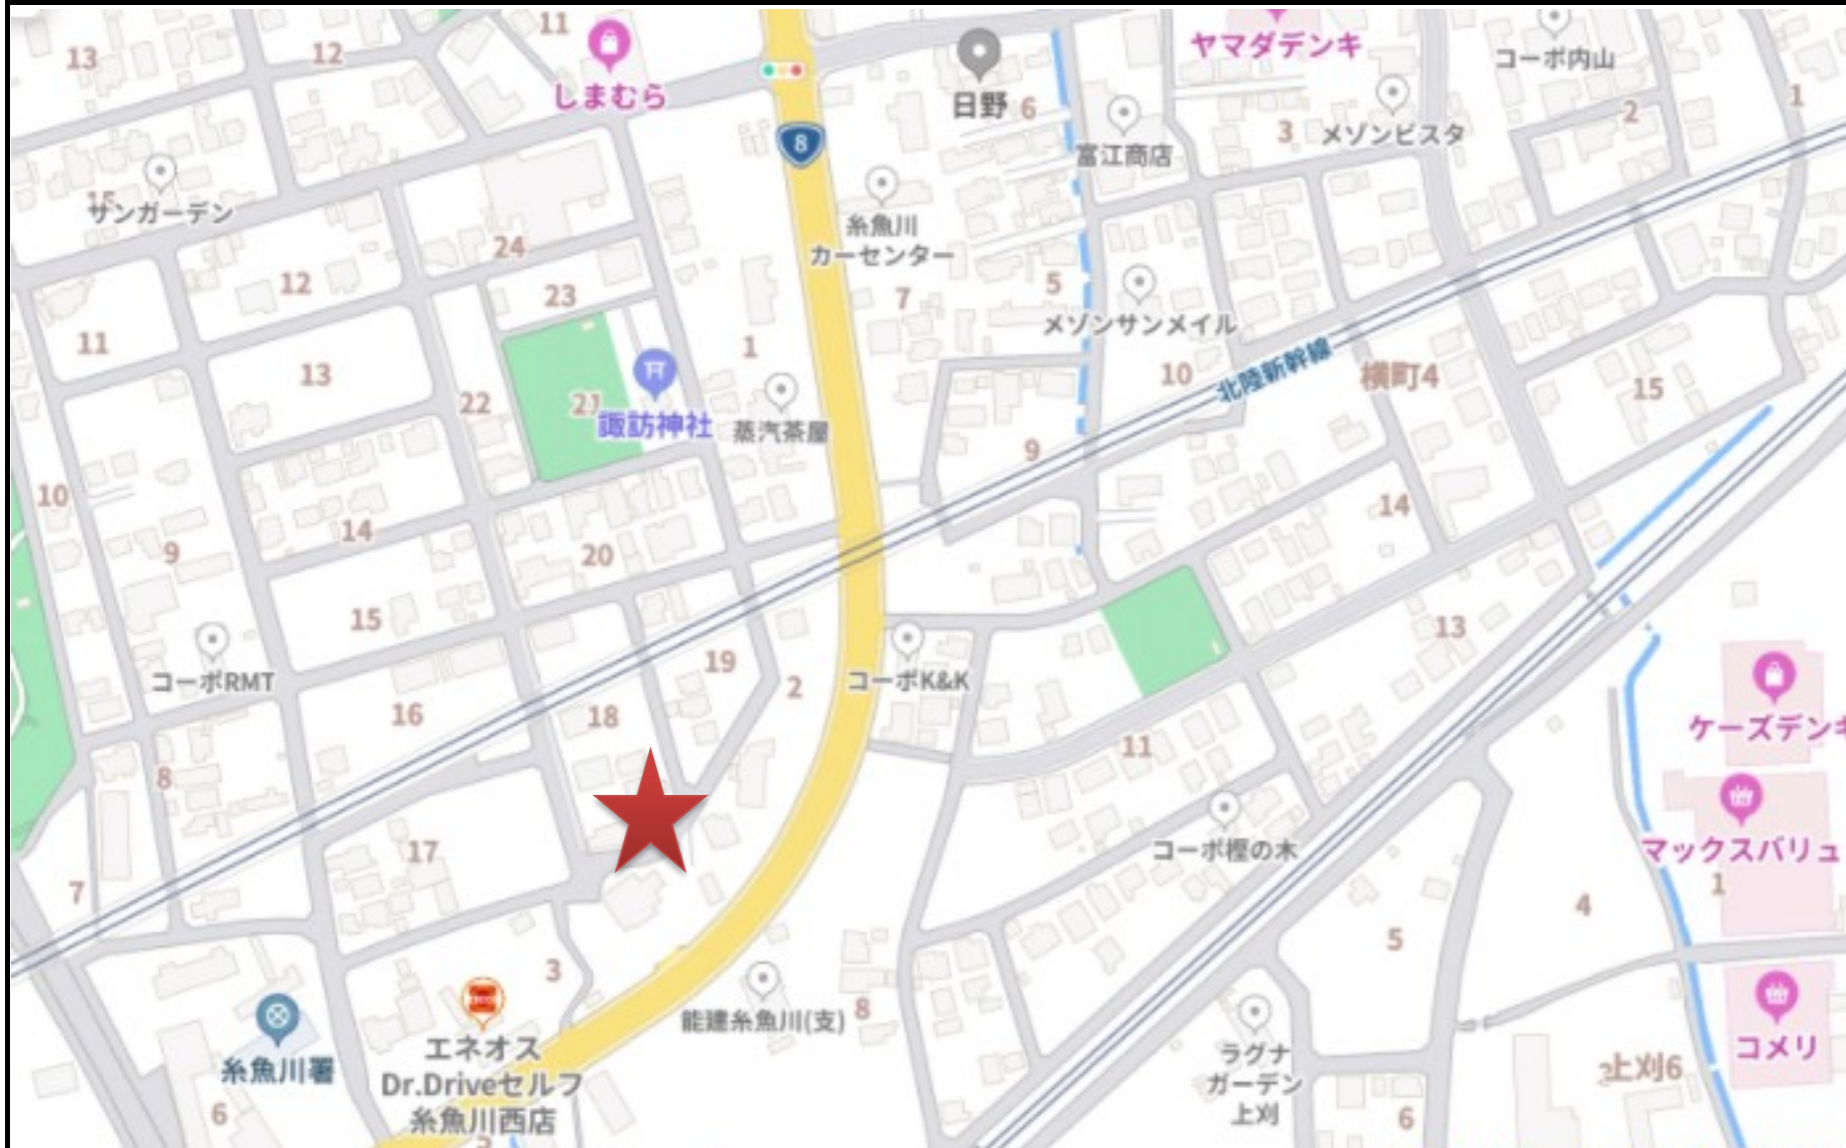 13
12
11
しまむら
8
日野
6
ヤマダデンキ
3
コーポ内山
メゾンビスタ
2
1
富江商店
15
サンガーデン
糸魚川
カーセンター
24
12
23
7
5
メゾンサンメイル
11
13
22
21
諏訪神社
1
蒸汽茶屋
10
北陸新幹線
横町4
15
10
9
14
20
9
14
15
コーポRMT
16
18
19
2
コーポK&K
13
11
ケーズデンキ
8
17
コーポ樫の木
マックスバリュ
1
7
3
4
5
糸魚川署
6
エネオス
Dr.Driveセルフ
糸魚川西店
5
能建糸魚川(支)
8
ラグナ
ガーデン
上刈
上刈6
コメリ
6